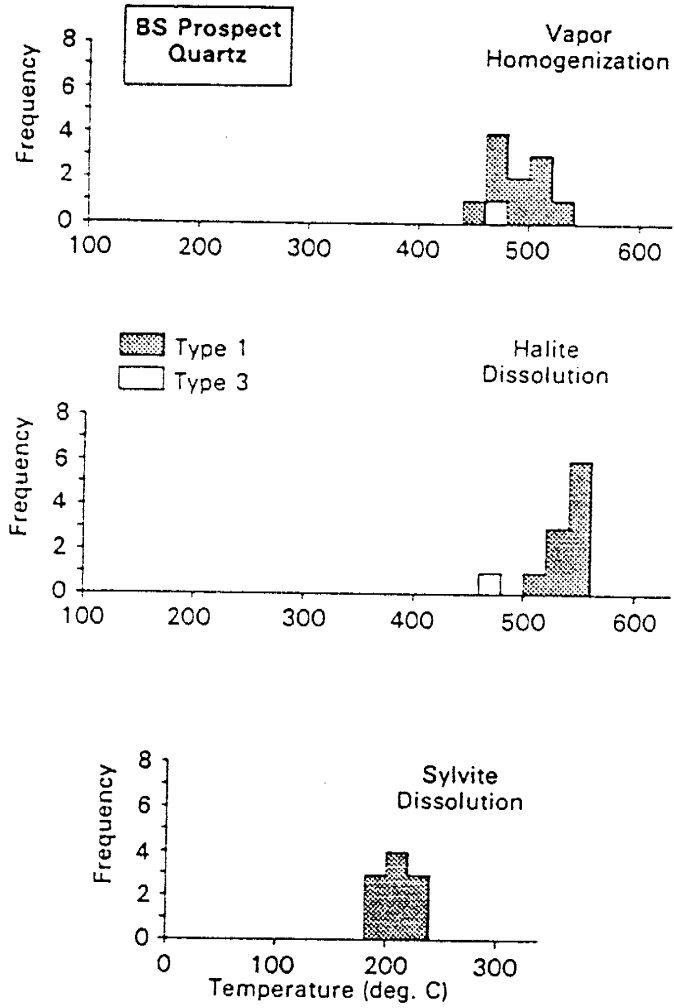 BS Prospect
Quartz
Vapor
Homogenization
Frequency
8
6
4
2
0
100 200 300 400 500 600
Type 1
Type 3
Halite
Dissolution
Frequency
8
6
4
2
0
100 200 300 400 500 600
Sylvite
Dissolution
Frequency
8
6
4
2
0
0 100 200 300
Temperature (deg. C)